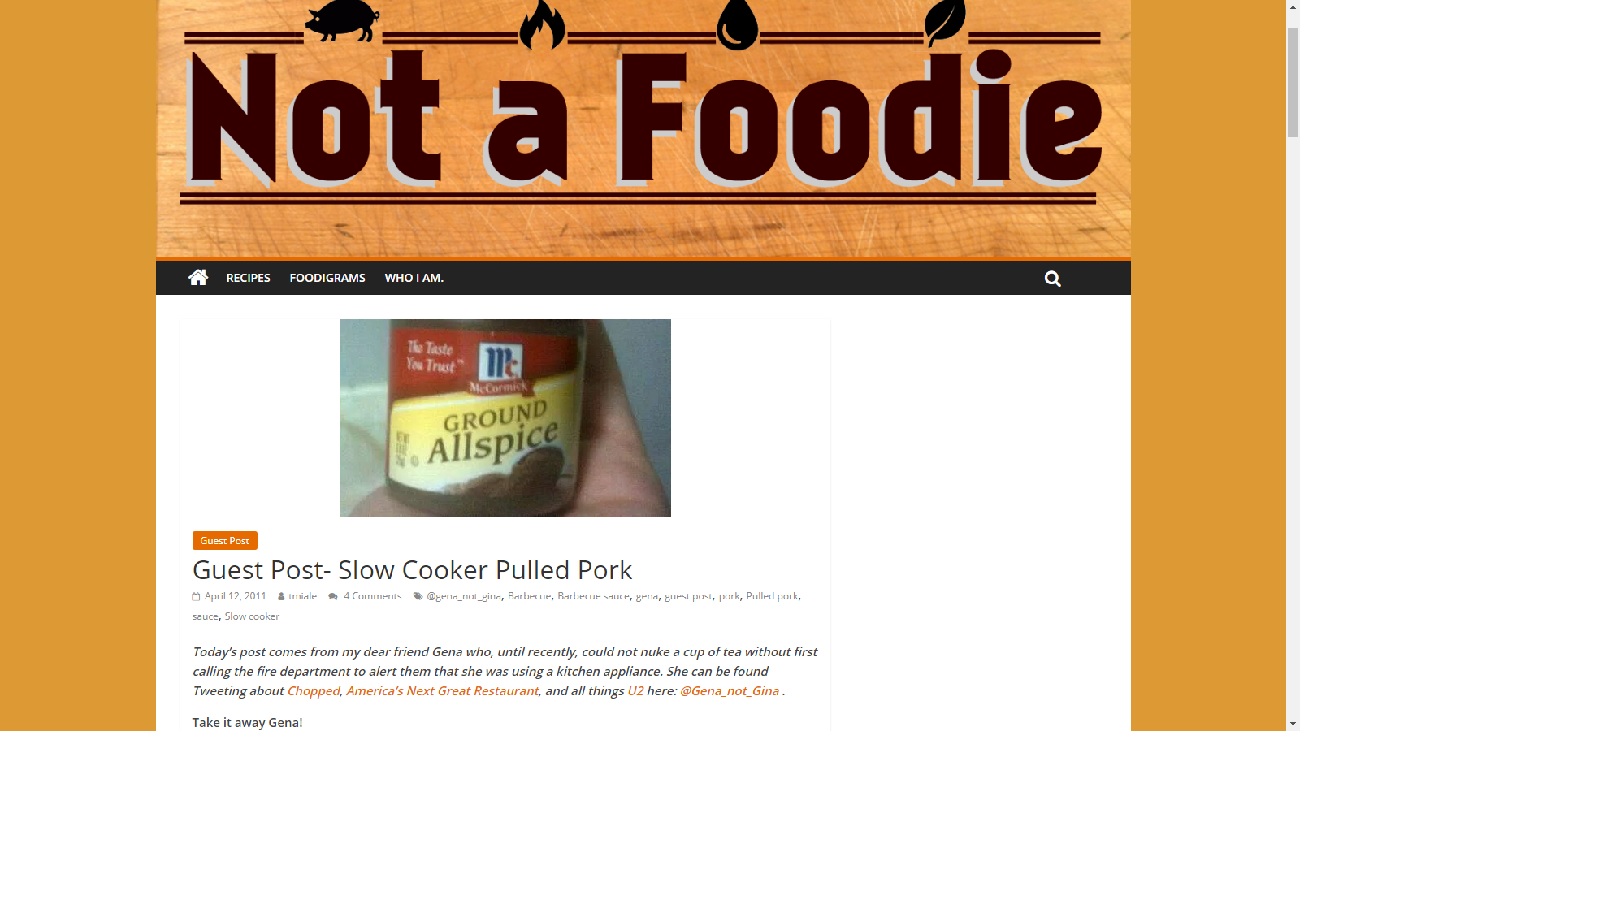 Not a Foodie
RECIPES FOODIGRAMS WHO I AM.
The Taste
You Trust™
Mc
McCormick
GROUND
Allspice
Guest Post
Guest Post- Slow Cooker Pulled Pork
April 12, 2011 tmiale 4 Comments @gena_not_gina, Barbecue, Barbecue sauce, gena, guest post, pork, Pulled pork,
sauce, Slow cooker
Today's post comes from my dear friend Gena who, until recently, could not nuke a cup of tea without first
calling the fire department to alert them that she was using a kitchen appliance. She can be found
Tweeting about Chopped, America's Next Great Restaurant, and all things U2 here: @Gena_not_Gina .
Take it away Gena!